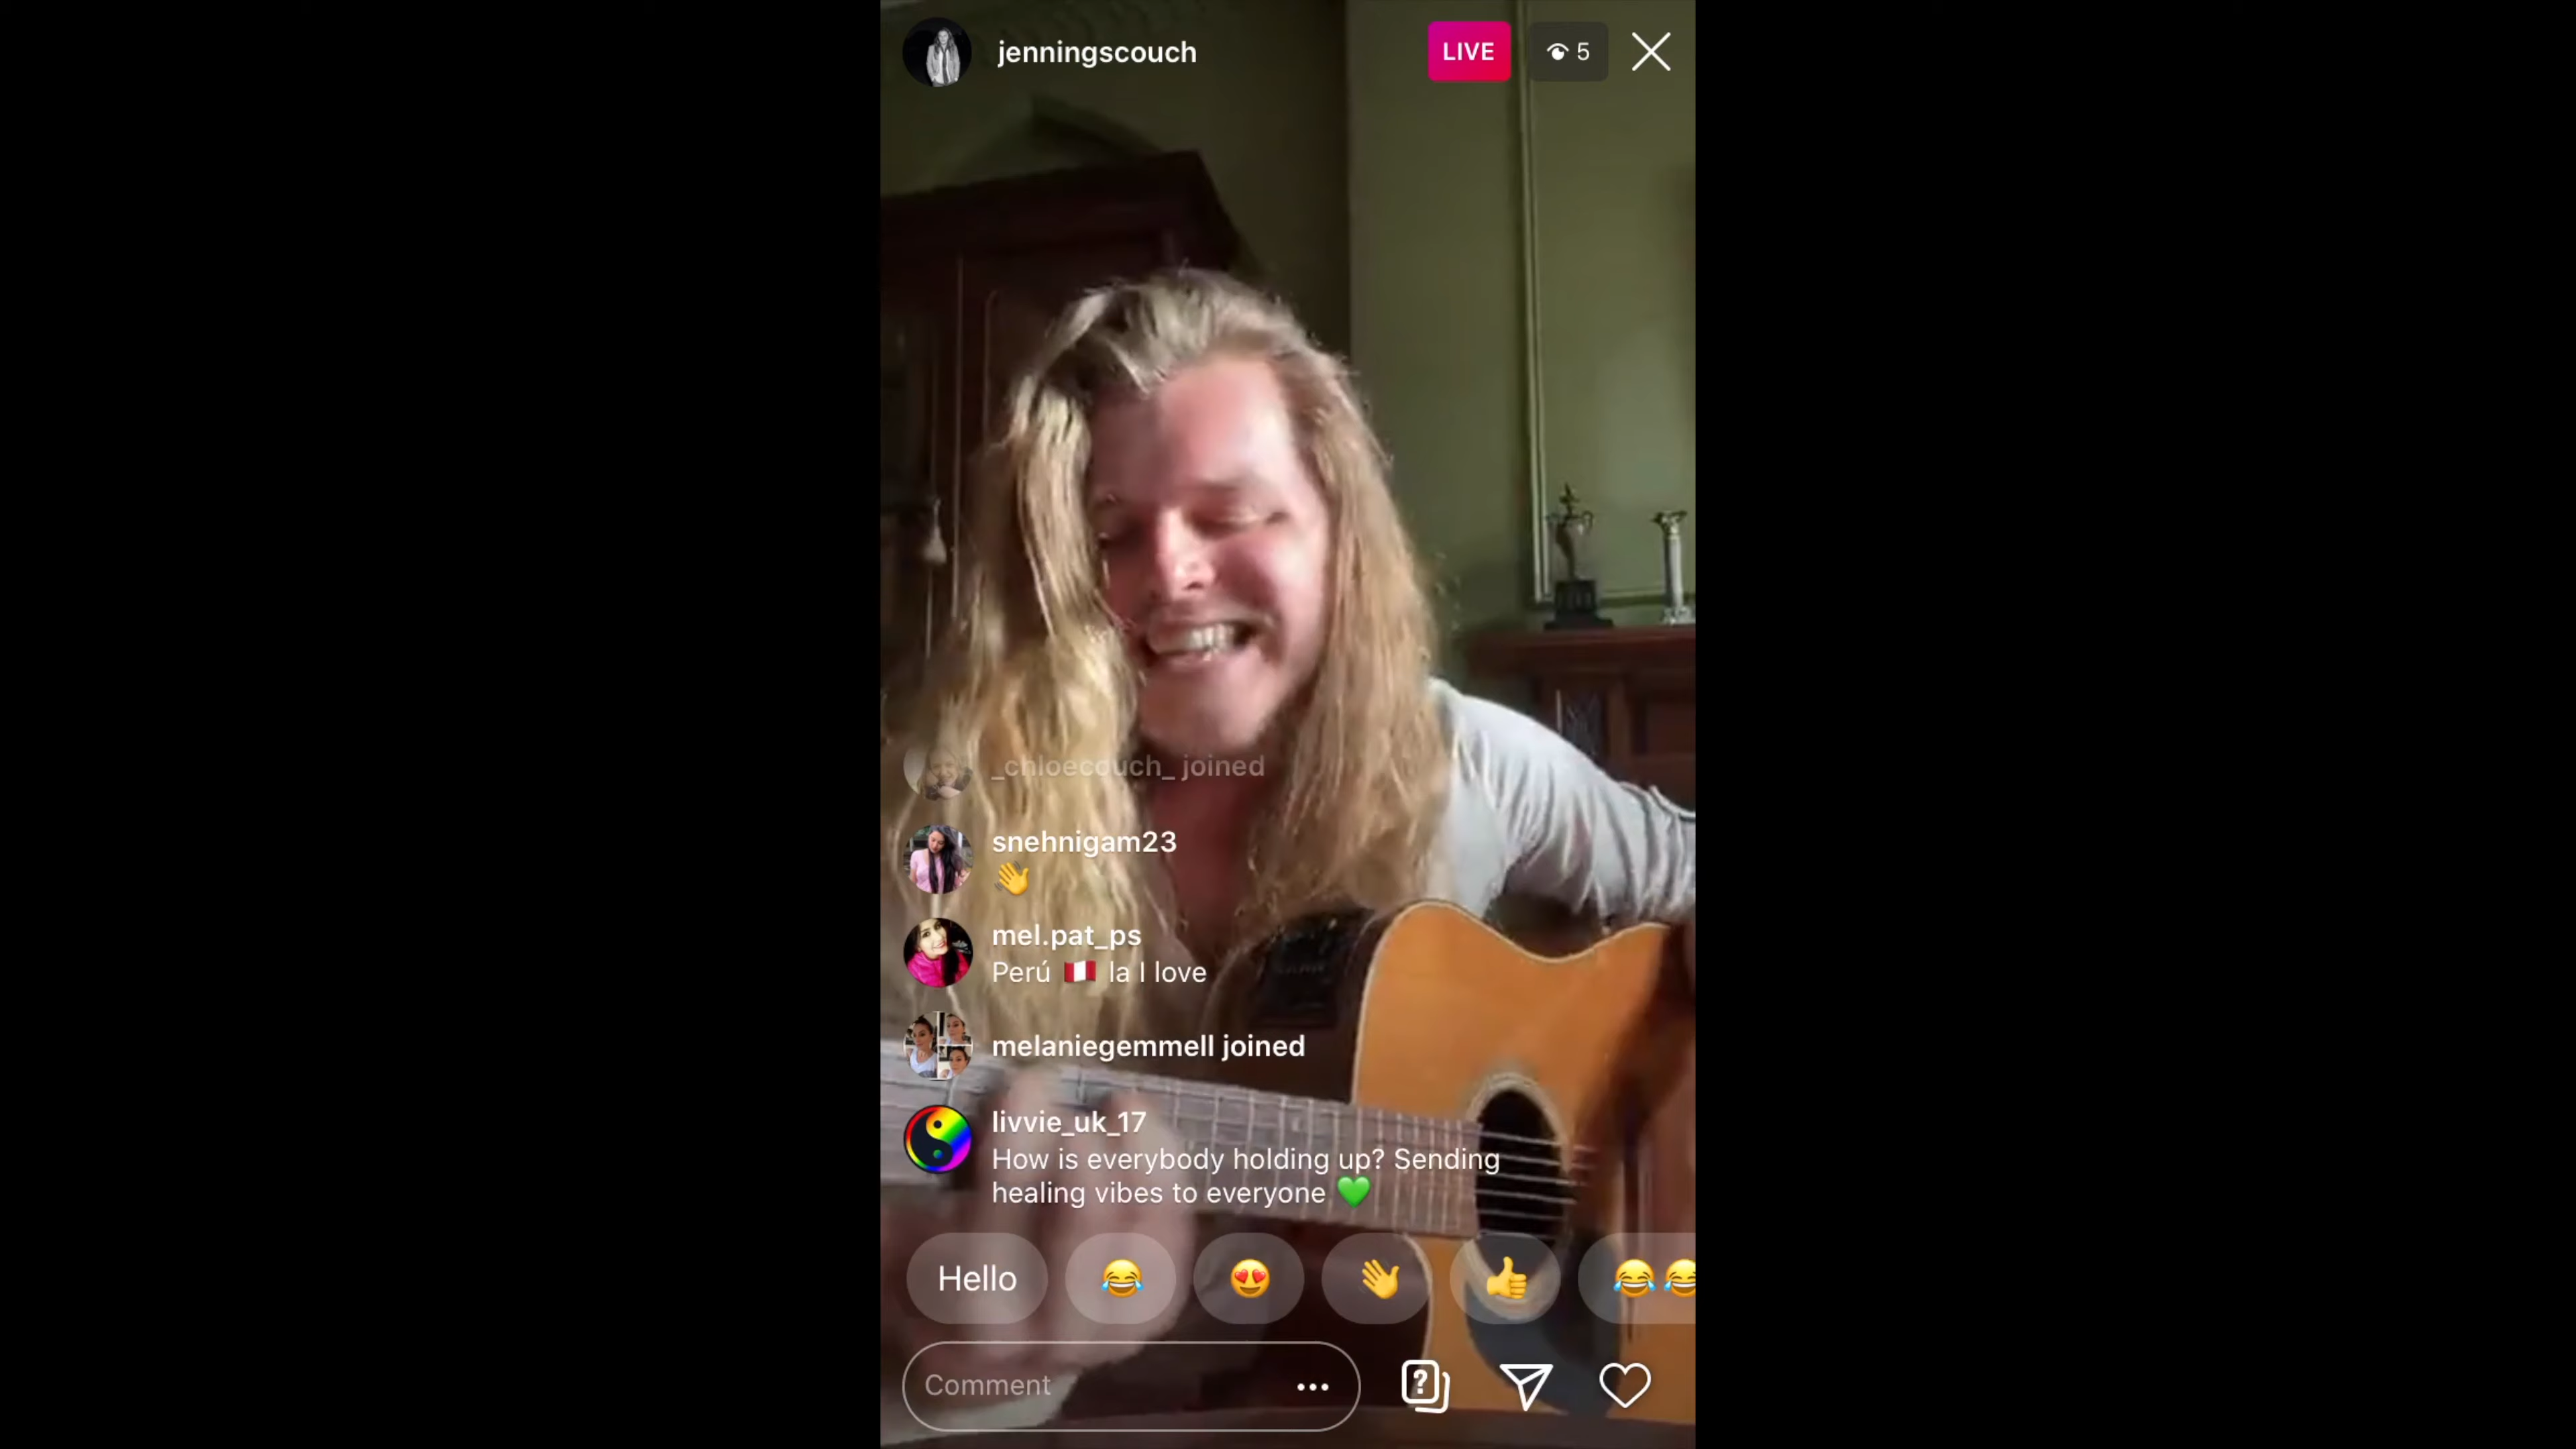 jenningscouch
LIVE
5
_chloecouch_ joined
snehnigam23
👋
mel.pat_ps
Perú 🇵🇪 la I love
melaniegemmell joined
livvie_uk_17
How is everybody holding up? Sending
healing vibes to everyone 💚
Hello 😂 😍 👋 👍 😂😂
Comment
?